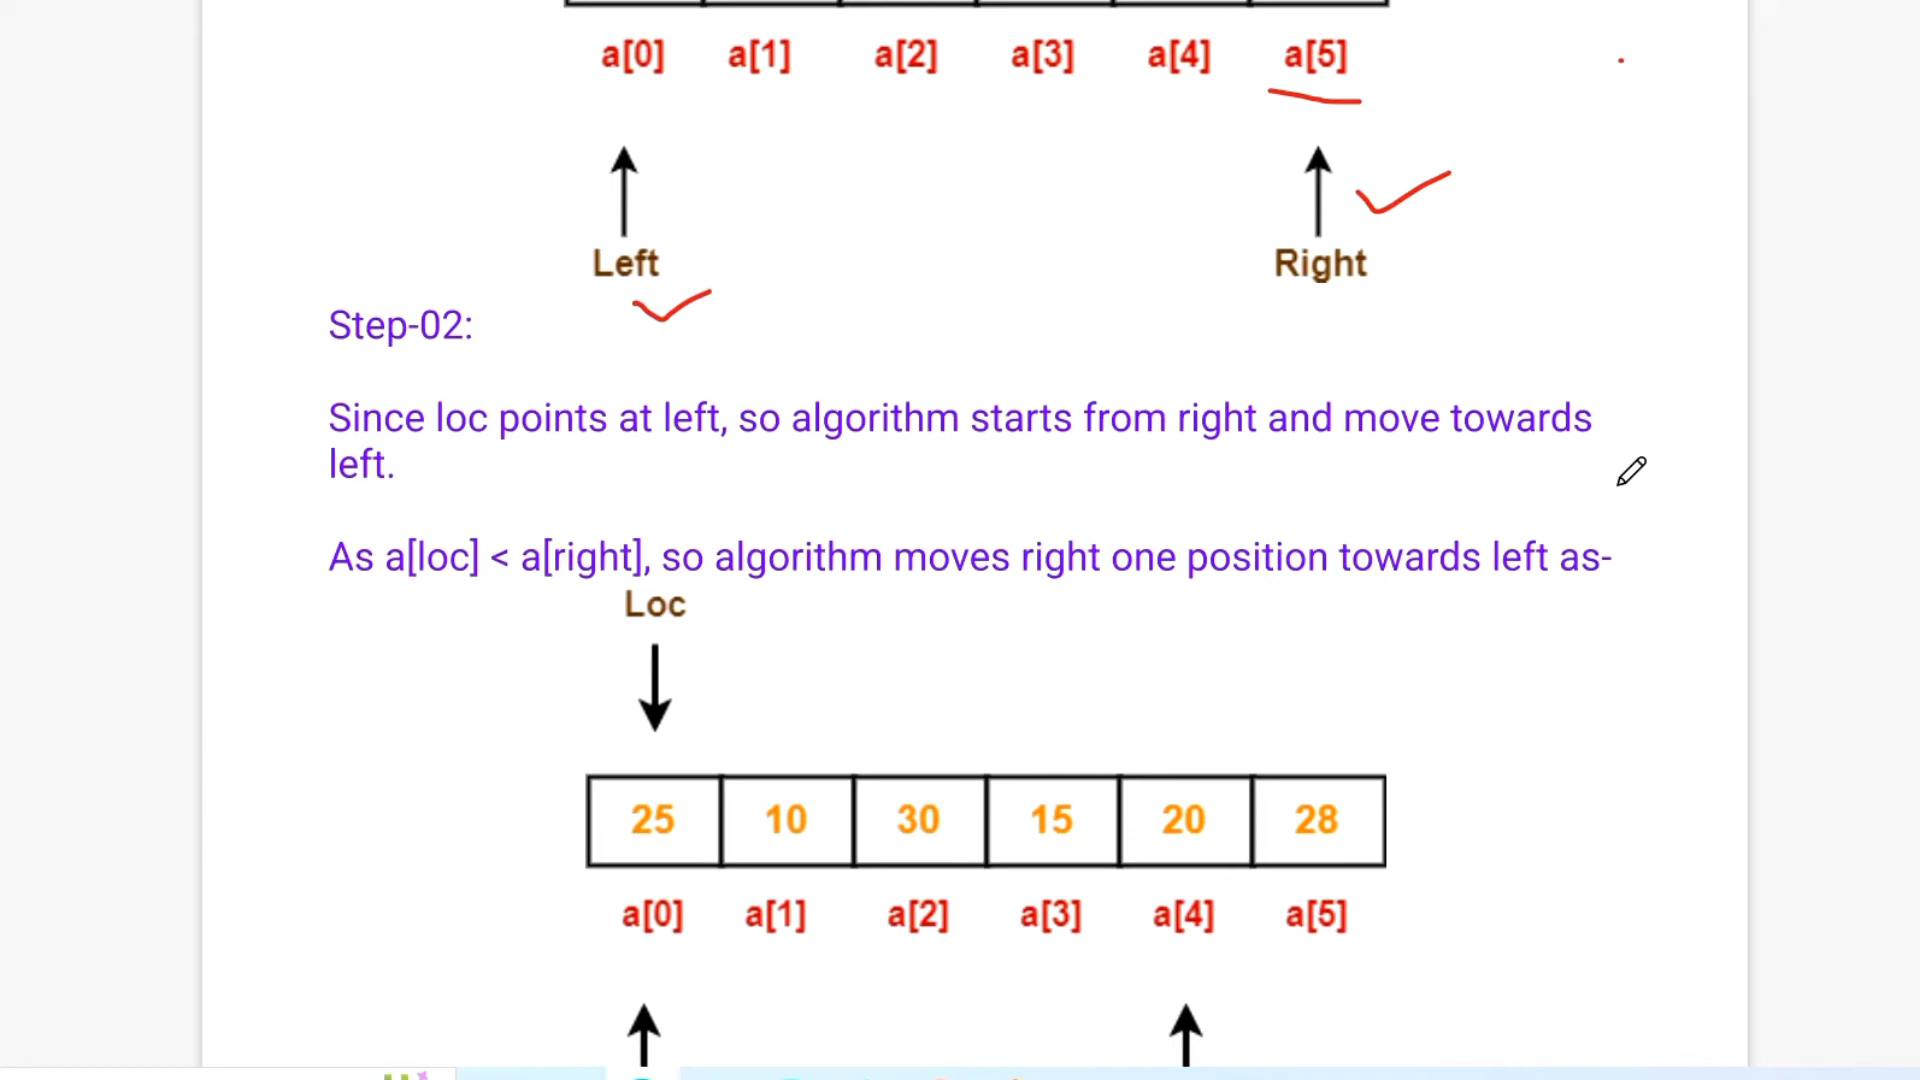 a[0] a[1] a[2] a[3] a[4] a[5]
Left Right
Step-02:
Since loc points at left, so algorithm starts from right and move towards
left.
As a[loc] < a[right], so algorithm moves right one position towards left as-
Loc
25 10 30 15 20 28
a[0] a[1] a[2] a[3] a[4] a[5]